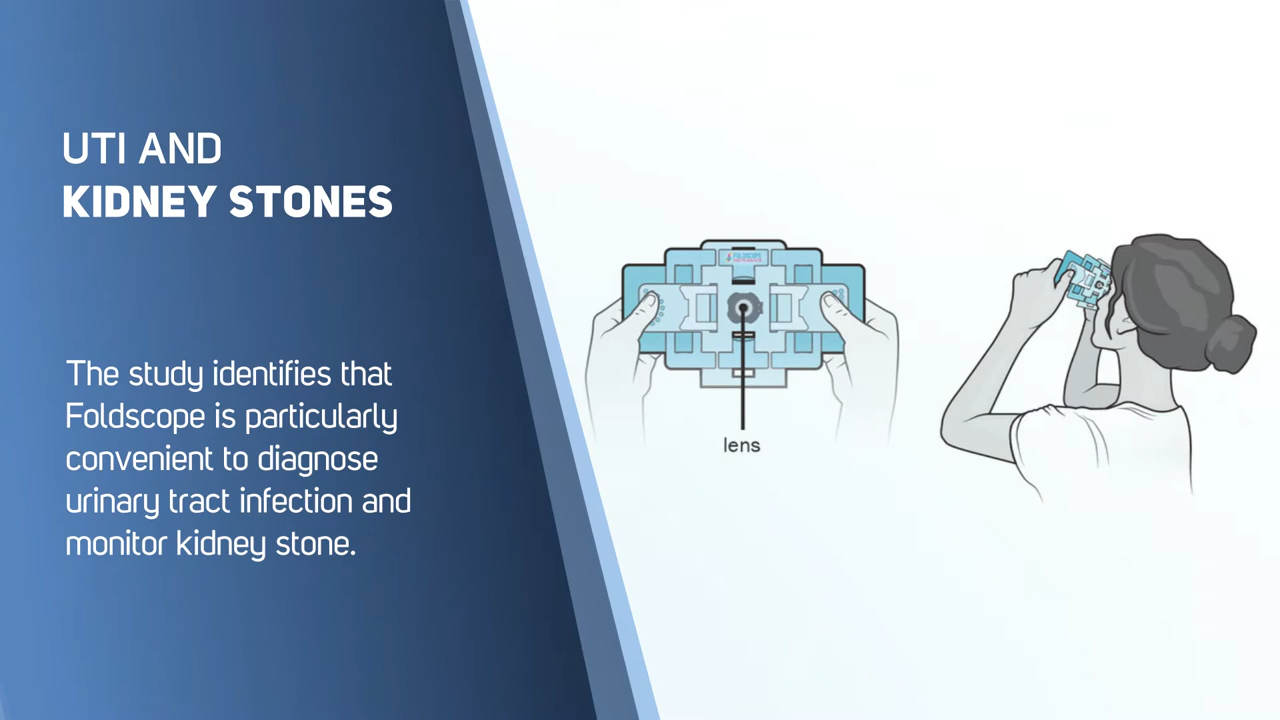 UTI AND
KIDNEY STONES
The study identifies that
Foldscope is particularly
convenient to diagnose
urinary tract infection and
monitor kidney stone.
FOLDSCOPE
lens